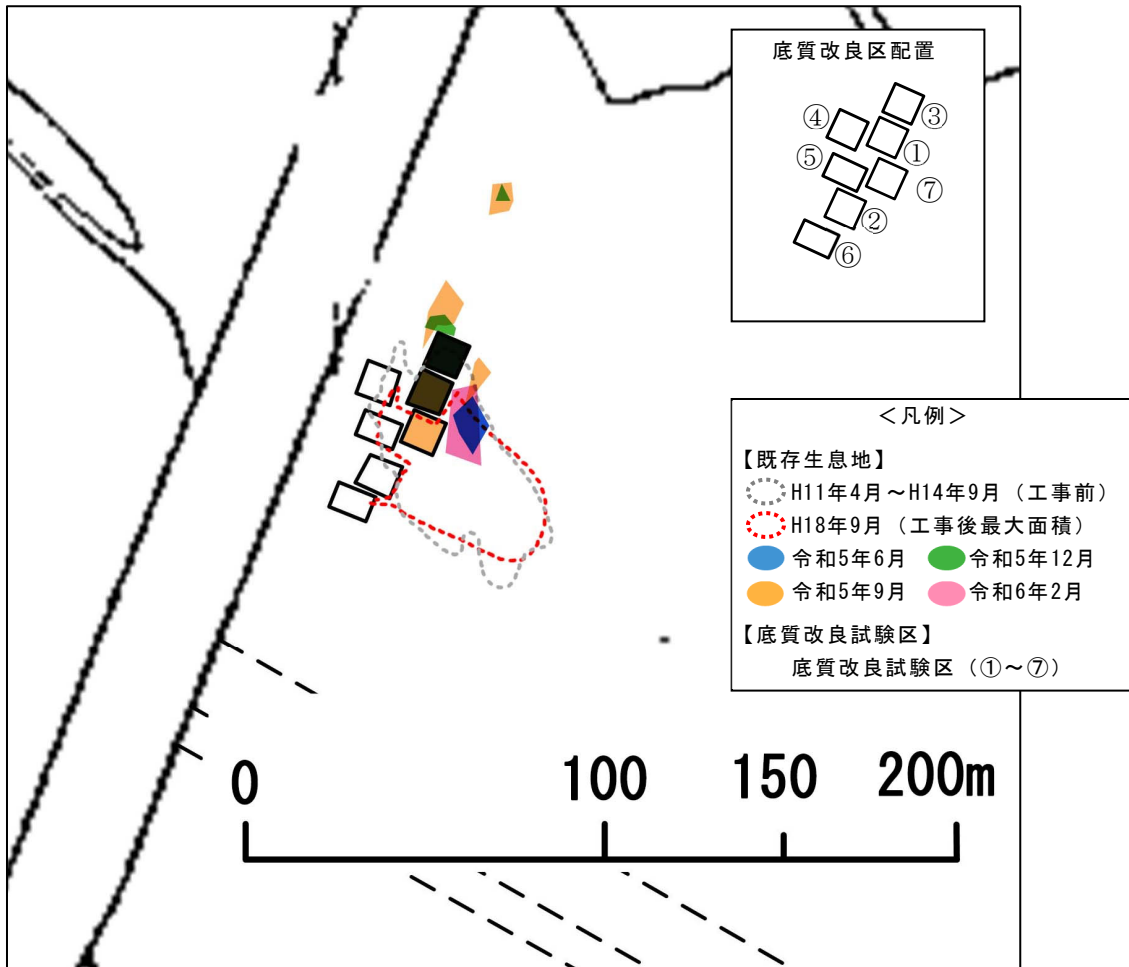 底質改良区配置
③
④
①
⑤
⑦
②
⑥
＜凡例＞
【既存生息地】
H11年4月～H14年9月（工事前）
H18年9月（工事後最大面積）
令和5年6月 令和5年12月
令和5年9月 令和6年2月
【底質改良試験区】
底質改良試験区（①～⑦）
0 100 150 200m